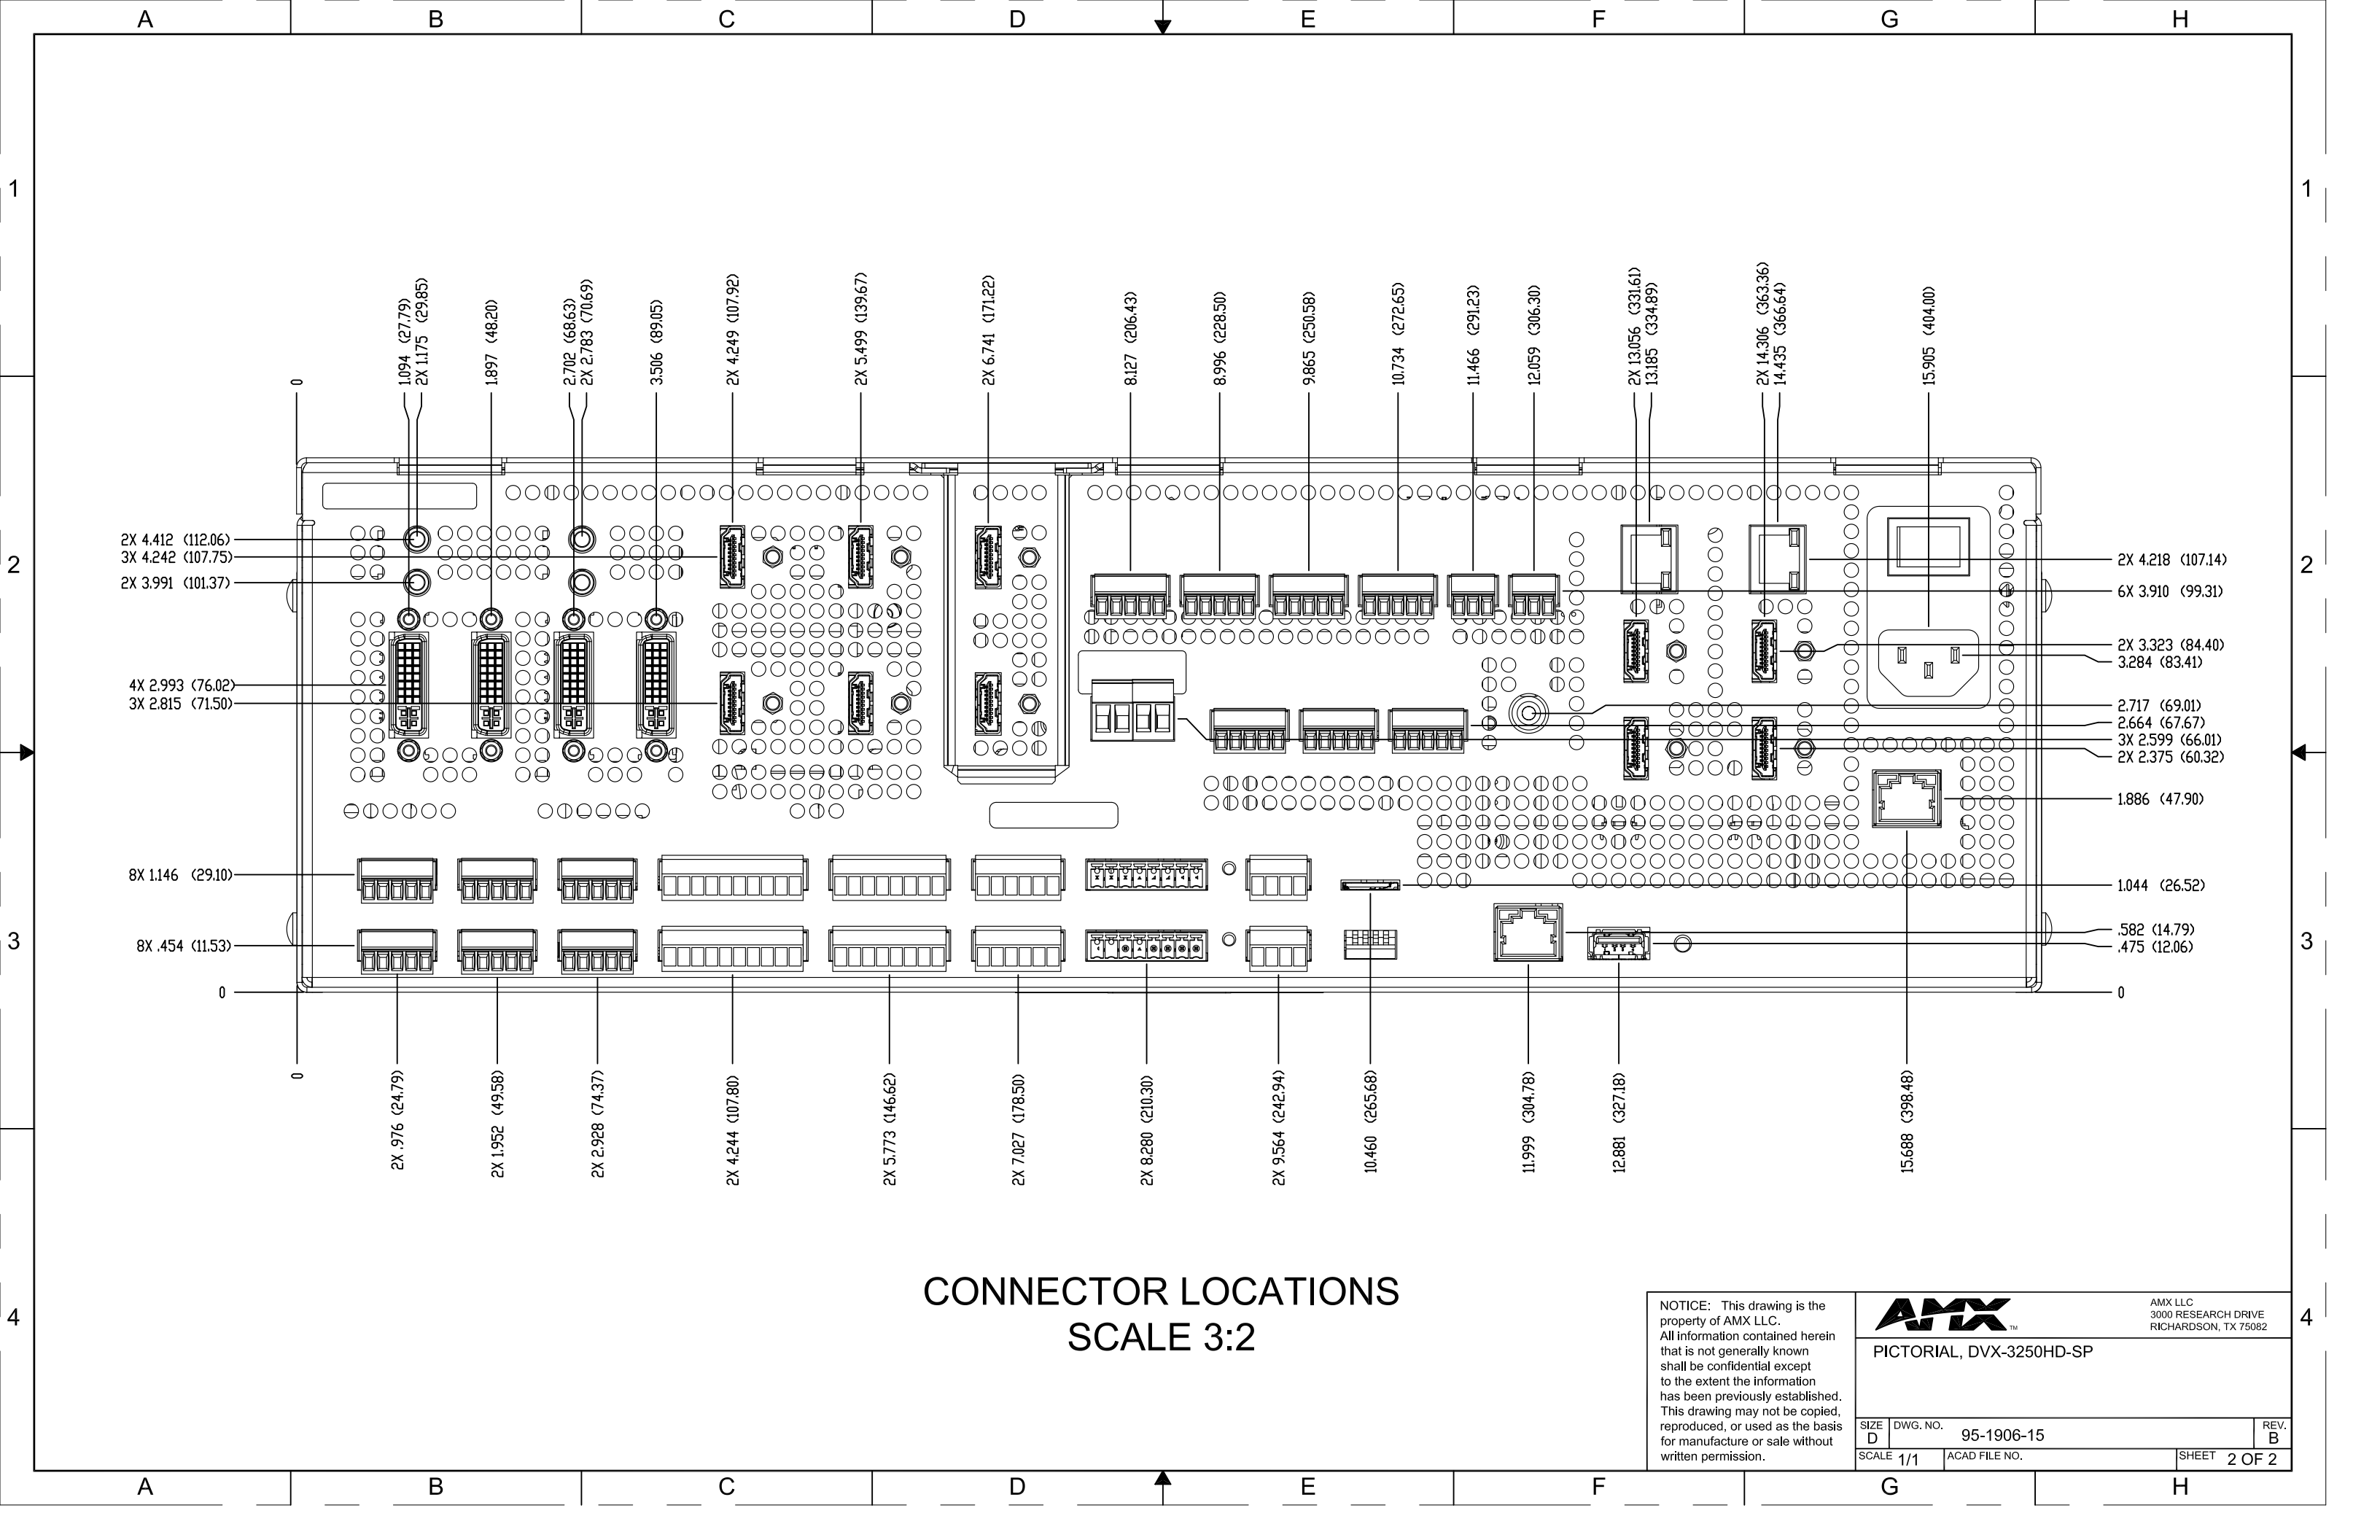 A B C D E F G H
1 1
1.094 (27.79)
2X 1.175 (29.85)
1.897 (48.20)
2.702 (68.63)
2X 2.783 (70.69)
3.506 (89.05)
2X 4.249 (107.92)
2X 5.499 (139.67)
2X 6.741 (171.22)
8.127 (206.43)
8.996 (228.50)
9.865 (250.58)
10.734 (272.65)
11.466 (291.23)
12.059 (306.30)
2X 13.056 (331.61)
13.185 (334.89)
2X 14.306 (363.36)
14.435 (366.64)
15.905 (404.00)
0
2 2
2X 4.412 (112.06)
3X 4.242 (107.75)
2X 3.991 (101.37)
4X 2.993 (76.02)
3X 2.815 (71.50)
8X 1.146 (29.10)
8X .454 (11.53)
0
2X 4.218 (107.14)
6X 3.910 (99.31)
2X 3.323 (84.40)
3.284 (83.41)
2.717 (69.01)
2.664 (67.67)
3X 2.599 (66.01)
2X 2.375 (60.32)
1.886 (47.90)
1.044 (26.52)
.582 (14.79)
.475 (12.06)
0
3 3
0
2X .976 (24.79)
2X 1.952 (49.58)
2X 2.928 (74.37)
2X 4.244 (107.80)
2X 5.773 (146.62)
2X 7.027 (178.50)
2X 8.280 (210.30)
2X 9.564 (242.94)
10.460 (265.68)
11.999 (304.78)
12.881 (327.18)
15.688 (398.48)
CONNECTOR LOCATIONS
SCALE 3:2
4 4
NOTICE: This drawing is the
property of AMX LLC.
All information contained herein
that is not generally known
shall be confidential except
to the extent the information
has been previously established.
This drawing may not be copied,
reproduced, or used as the basis
for manufacture or sale without
written permission.
AMX TM
AMX LLC
3000 RESEARCH DRIVE
RICHARDSON, TX 75082
PICTORIAL, DVX-3250HD-SP
SIZE D
DWG. NO. 95-1906-15
REV. B
SCALE 1/1
ACAD FILE NO.
SHEET 2 OF 2
A B C D E F G H